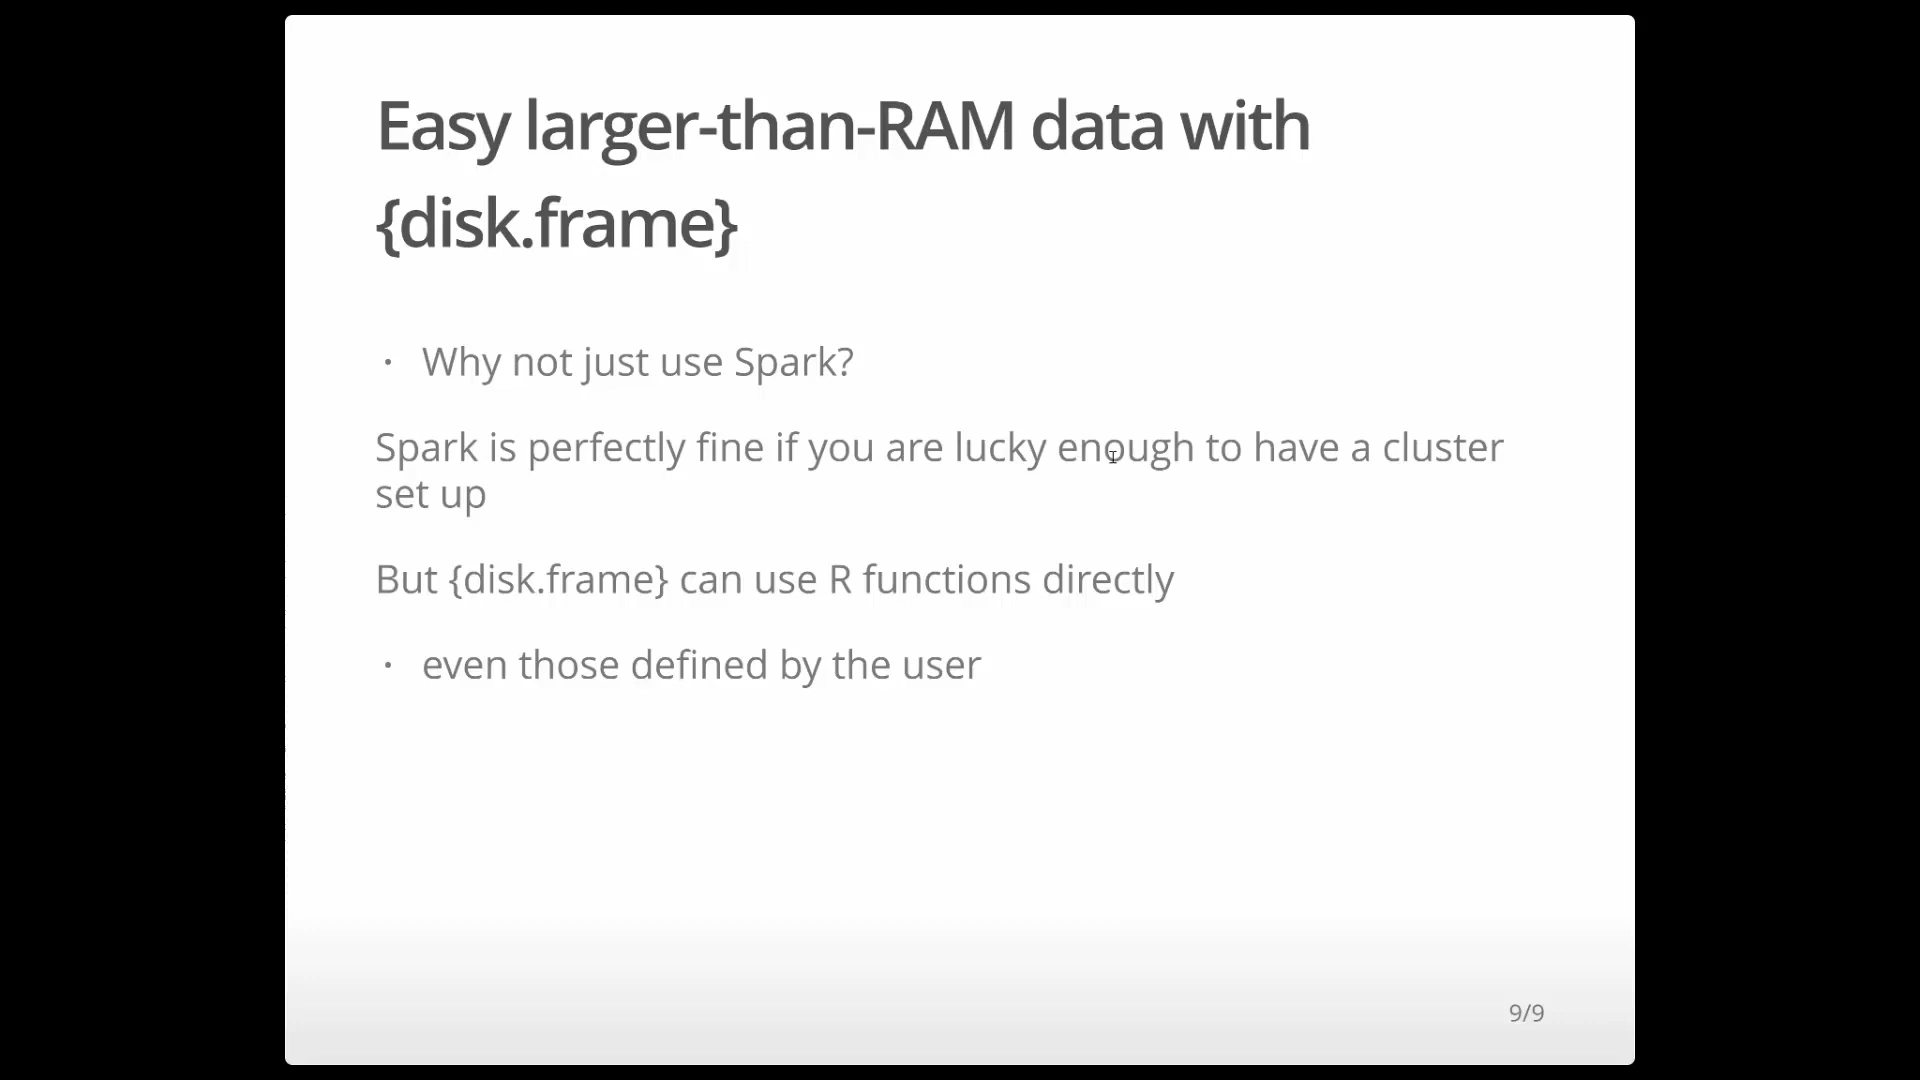 Easy larger-than-RAM data with
{disk.frame}
· Why not just use Spark?
Spark is perfectly fine if you are lucky enough to have a cluster
set up
But {disk.frame} can use R functions directly
· even those defined by the user
9/9